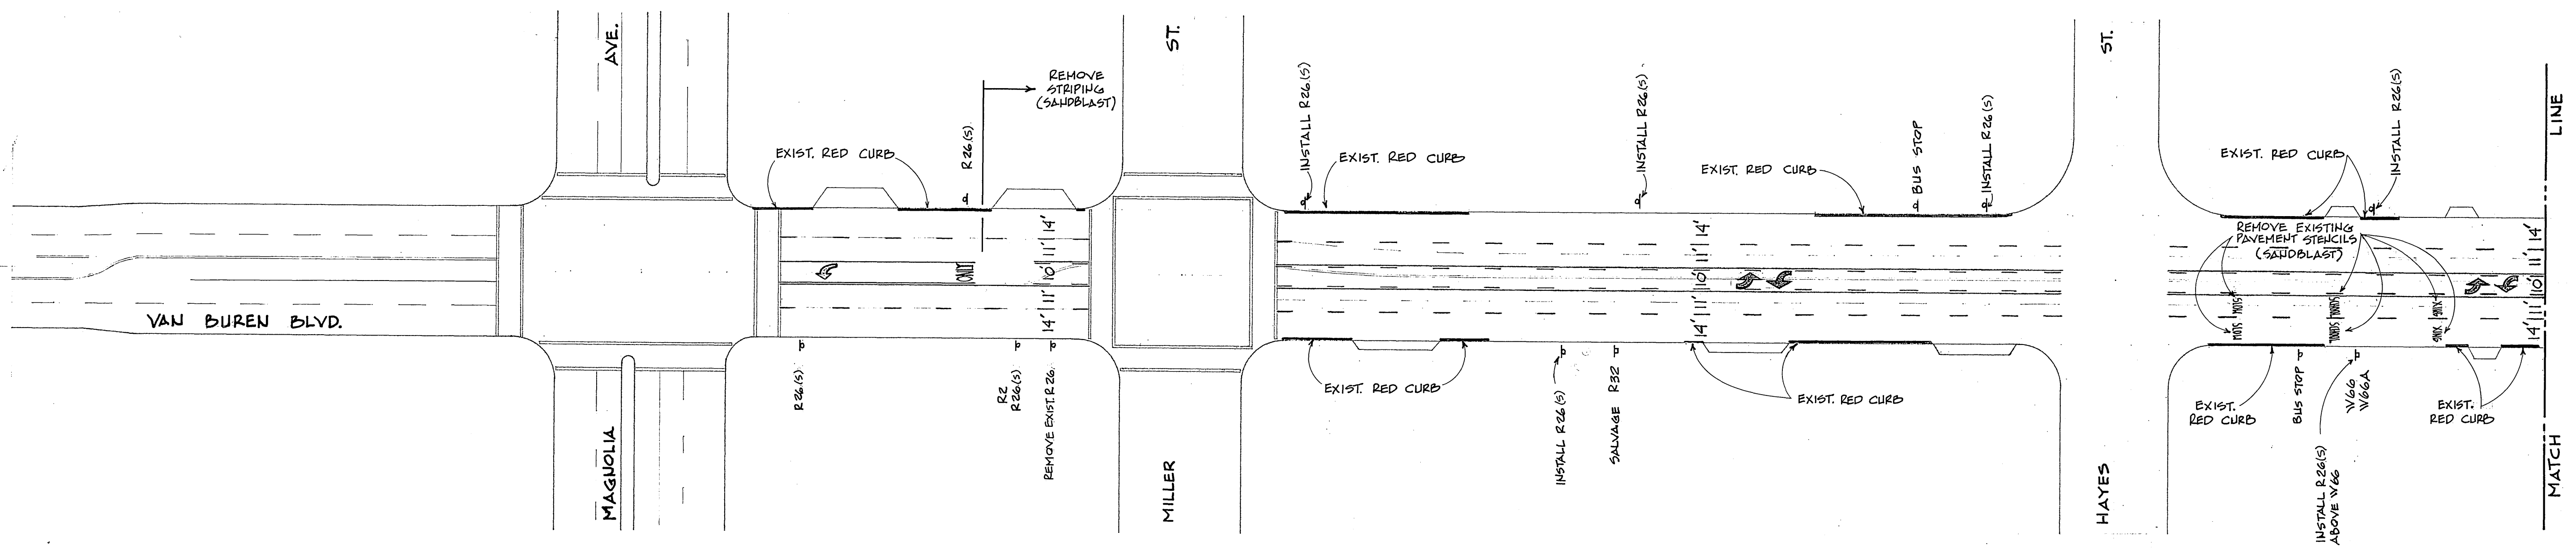 VAN BUREN BLVD.
AVE.
MAGNOLIA
EXIST. RED CURB
R26(S)
REMOVE
STRIPING
(SANDBLAST)
ONLY
14'
11'
10'
11'
14'
R26(S)
R2
R26(S)
REMOVE EXIST. R26
ST.
MILLER
INSTALL R26(S)
EXIST. RED CURB
INSTALL R26(S)
EXIST. RED CURB
BUS STOP
INSTALL R26(S)
14'
11'
10'
11'
14'
EXIST. RED CURB
INSTALL R26(S)
SALVAGE R32
EXIST. RED CURB
ST.
HAYES
EXIST. RED CURB
INSTALL R26(S)
REMOVE EXISTING
PAVEMENT STENCILS
(SANDBLAST)
SLOW
SLOW
14'
11'
10'
11'
14'
EXIST.
RED CURB
BUS STOP
W66
W66A
INSTALL R26(S)
ABOVE W66
EXIST.
RED CURB
LINE
MATCH